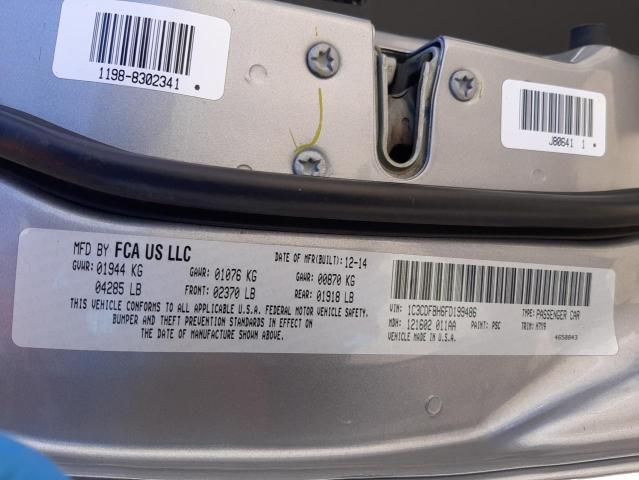 1198-8302341
J80641 1
MFD BY FCA US LLC
DATE OF MFR(BUILT): 12-14
GVWR: 01944 KG
GAWR: 01076 KG
GAWR: 00870 KG
04285 LB
FRONT: 02370 LB
REAR: 01918 LB
THIS VEHICLE CONFORMS TO ALL APPLICABLE U.S.A. FEDERAL MOTOR VEHICLE SAFETY,
BUMPER AND THEFT PREVENTION STANDARDS IN EFFECT ON
THE DATE OF MANUFACTURE SHOWN ABOVE.
VIN: 1C3CDFBH6FD199486
TYPE: PASSENGER CAR
MDH: 121602 011AA
PAINT: PSC
TRIM: H7X9
VEHICLE MADE IN U.S.A.
4658043